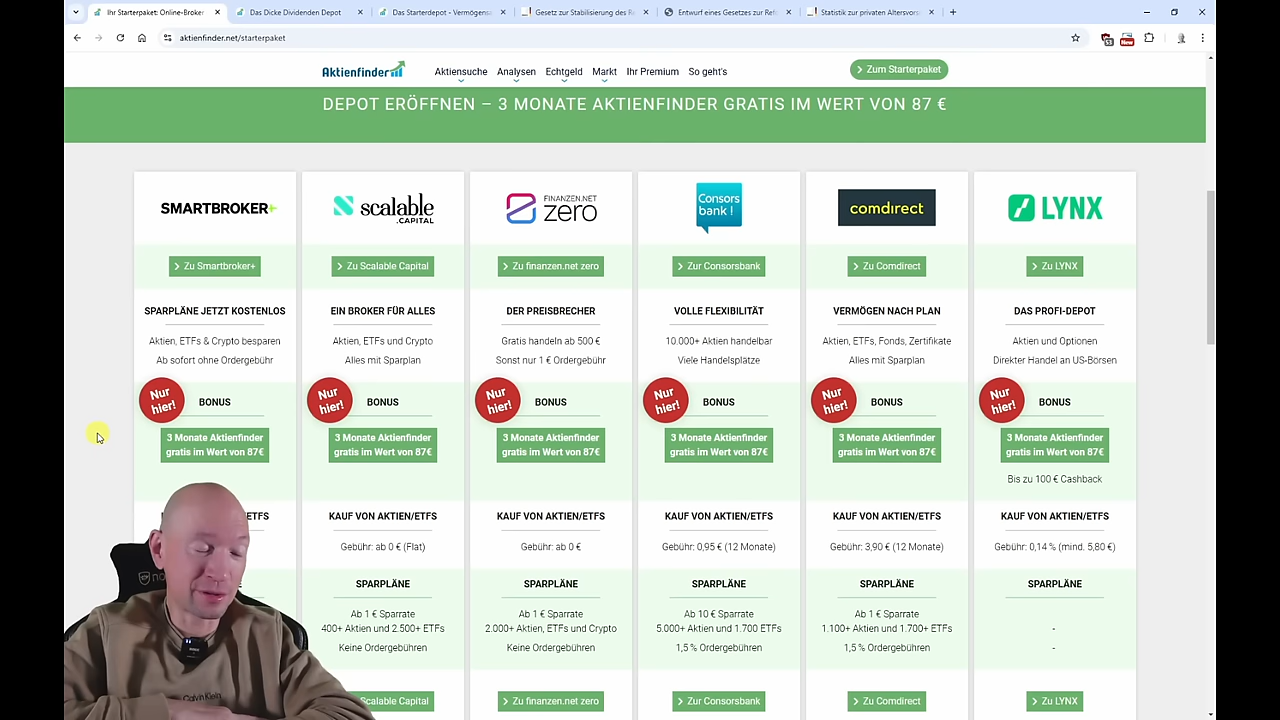 Ihr Starterpaket: Online-Broker
Das Dicke Dividenden Depot
Das Starterdepot - Vermögens
Gesetz zur Stabilisierung des R
Entwurf eines Gesetzes zur Ref
Statistik zur privaten Altersvors
aktienfinder.net/starterpaket
New
Aktienfinder
Aktiensuche
Analysen
Echtgeld
Markt
Ihr Premium
So geht's
Zum Starterpaket
DEPOT ERÖFFNEN – 3 MONATE AKTIENFINDER GRATIS IM WERT VON 87 €
SMARTBROKER+
Zu Smartbroker+
SPARPLÄNE JETZT KOSTENLOS
Aktien, ETFs & Crypto besparen
Ab sofort ohne Ordergebühr
Nur
hier!
BONUS
3 Monate Aktienfinder
gratis im Wert von 87€
ETFS
scalable
.CAPITAL
Zu Scalable Capital
EIN BROKER FÜR ALLES
Aktien, ETFs und Crypto
Alles mit Sparplan
Nur
hier!
BONUS
3 Monate Aktienfinder
gratis im Wert von 87€
KAUF VON AKTIEN/ETFS
Gebühr: ab 0 € (Flat)
SPARPLÄNE
Ab 1 € Sparrate
400+ Aktien und 2.500+ ETFs
Keine Ordergebühren
Scalable Capital
FINANZEN.NET
zero
Zu finanzen.net zero
DER PREISBRECHER
Gratis handeln ab 500 €
Sonst nur 1 € Ordergebühr
Nur
hier!
BONUS
3 Monate Aktienfinder
gratis im Wert von 87€
KAUF VON AKTIEN/ETFS
Gebühr: ab 0 €
SPARPLÄNE
Ab 1 € Sparrate
2.000+ Aktien, ETFs und Crypto
Keine Ordergebühren
Zu finanzen.net zero
Consors
bank!
Zur Consorsbank
VOLLE FLEXIBILITÄT
10.000+ Aktien handelbar
Viele Handelsplätze
Nur
hier!
BONUS
3 Monate Aktienfinder
gratis im Wert von 87€
KAUF VON AKTIEN/ETFS
Gebühr: 0,95 € (12 Monate)
SPARPLÄNE
Ab 10 € Sparrate
5.000+ Aktien und 1.700 ETFs
1,5 % Ordergebühren
Zur Consorsbank
comdirect
Zu Comdirect
VERMÖGEN NACH PLAN
Aktien, ETFs, Fonds, Zertifikate
Alles mit Sparplan
Nur
hier!
BONUS
3 Monate Aktienfinder
gratis im Wert von 87€
KAUF VON AKTIEN/ETFS
Gebühr: 3,90 € (12 Monate)
SPARPLÄNE
Ab 1 € Sparrate
1.100+ Aktien und 1.700+ ETFs
1,5 % Ordergebühren
Zu Comdirect
LYNX
Zu LYNX
DAS PROFI-DEPOT
Aktien und Optionen
Direkter Handel an US-Börsen
Nur
hier!
BONUS
3 Monate Aktienfinder
gratis im Wert von 87€
Bis zu 100 € Cashback
KAUF VON AKTIEN/ETFS
Gebühr: 0,14 % (mind. 5,80 €)
SPARPLÄNE
-
-
Zu LYNX
Calvin Klein